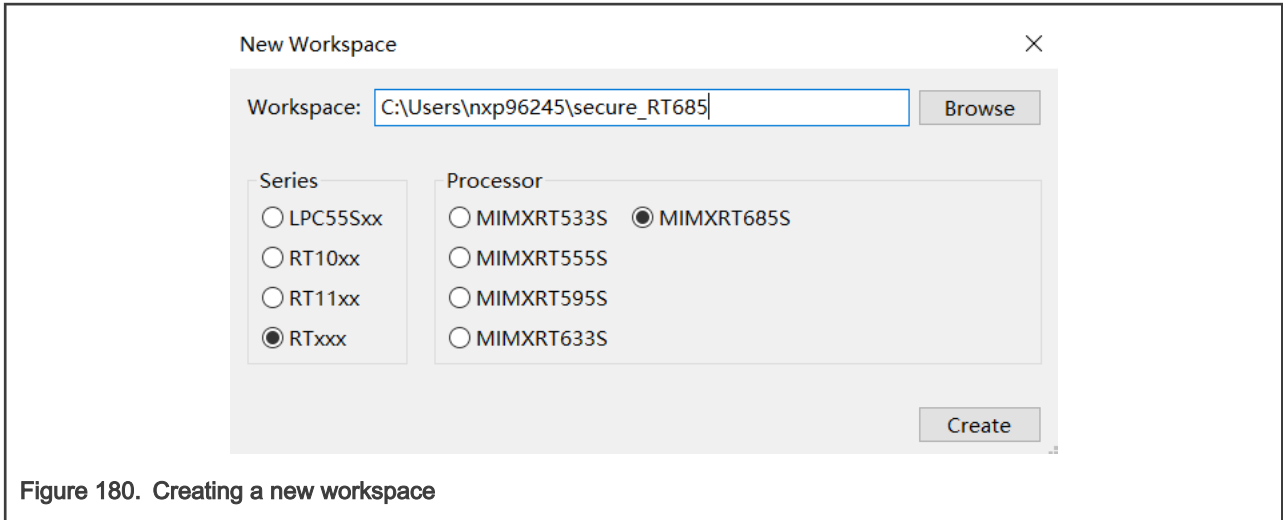 New Workspace
Workspace: C:\Users\nxp96245\secure_RT685 Browse
Series Processor
LPC55Sxx MIMXRT533S MIMXRT685S
RT10xx MIMXRT555S
RT11xx MIMXRT595S
RTxxx MIMXRT633S
Create
Figure 180. Creating a new workspace